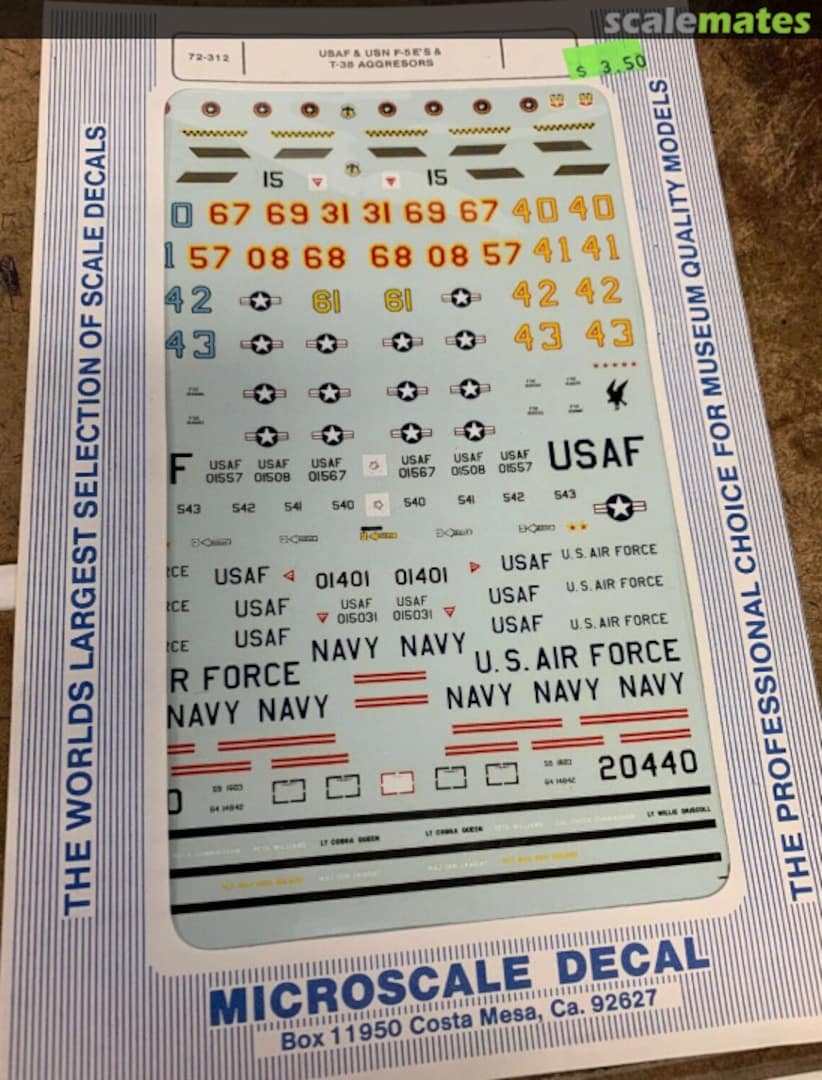 scalemates
72-312
USAF & USN F-5E'S &
T-38 AGGRESORS
$ 3.50
THE WORLDS LARGEST SELECTION OF SCALE DECALS
THE PROFESSIONAL CHOICE FOR MUSEUM QUALITY MODELS
15 15
0 67 69 31 31 69 67 40 40
1 57 08 68 68 08 57 41 41
42 61 61 42 42
43 43 43
F USAF USAF USAF USAF USAF USAF USAF
01557 01508 01567 01567 01508 01557
543 542 541 540 540 541 542 543
RCE USAF 01401 01401 USAF U.S. AIR FORCE
RCE USAF USAF USAF USAF U.S. AIR FORCE
015031 015031
RCE USAF NAVY NAVY USAF U.S. AIR FORCE
R FORCE U.S. AIR FORCE
NAVY NAVY NAVY NAVY NAVY
20440
LT COBRA QUEEN LT COBRA QUEEN LT WILLIE DRISCOLL
MICROSCALE DECAL
Box 11950 Costa Mesa, Ca. 92627